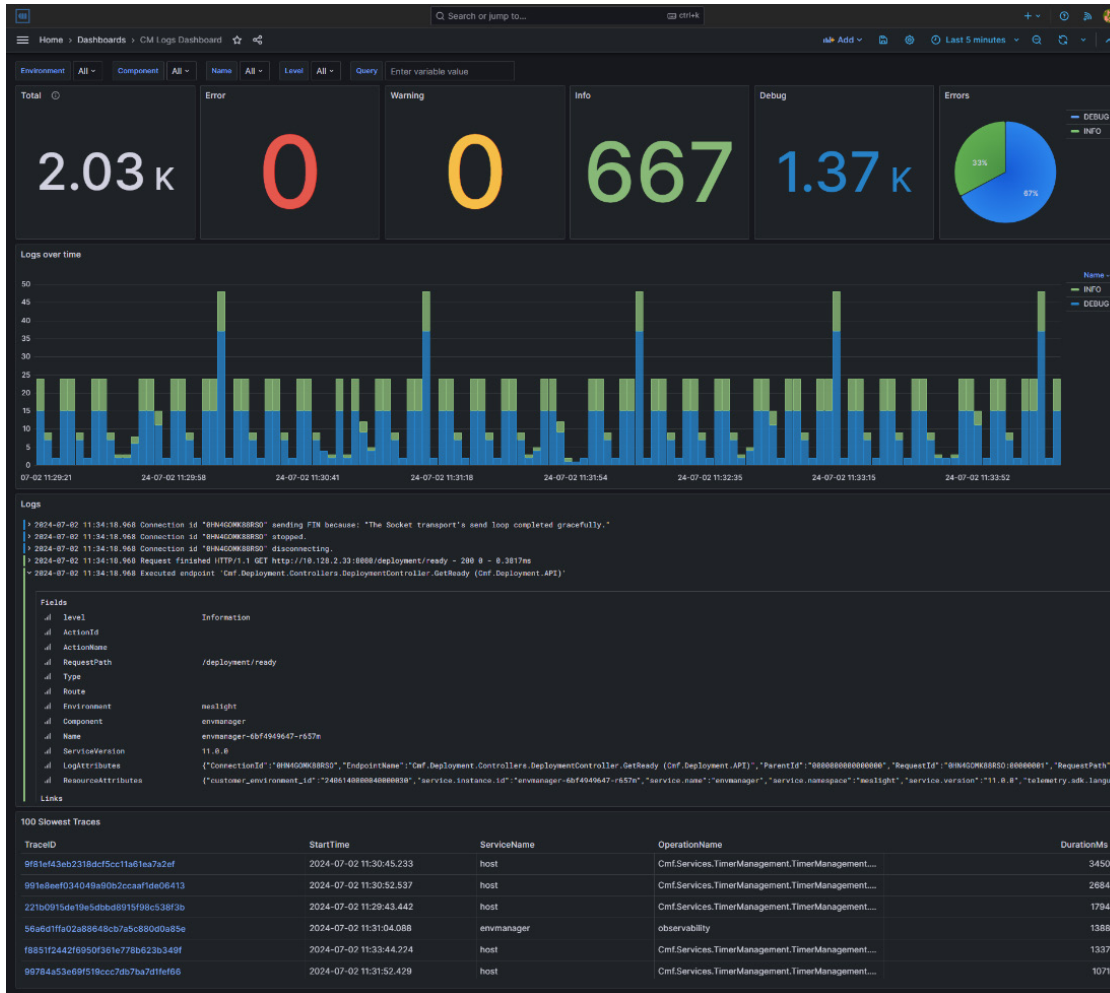 Search or jump to... ctrl+k
Home › Dashboards › CM Logs Dashboard Add Last 5 minutes
Environment All Component All Name All Level All Query Enter variable value
Total Error Warning Info Debug Errors
2.03 K 0 0 667 1.37 K
DEBUG
INFO
33%
67%
Logs over time
Name
INFO
DEBUG
50
45
40
35
30
25
20
15
10
5
0
07-02 11:29:21 24-07-02 11:29:58 24-07-02 11:30:41 24-07-02 11:31:18 24-07-02 11:31:54 24-07-02 11:32:35 24-07-02 11:33:15 24-07-02 11:33:52
Logs
› 2024-07-02 11:34:18.968 Connection id "0HN4GOMK88RSO" sending FIN because: "The Socket transport's send loop completed gracefully."
› 2024-07-02 11:34:18.968 Connection id "0HN4GOMK88RSO" stopped.
› 2024-07-02 11:34:18.968 Connection id "0HN4GOMK88RSO" disconnecting.
› 2024-07-02 11:34:18.968 Request finished HTTP/1.1 GET http://10.128.2.33:8080/deployment/ready - 200 0 - 0.3817ms
2024-07-02 11:34:18.968 Executed endpoint 'Cmf.Deployment.Controllers.DeploymentController.GetReady (Cmf.Deployment.API)'
Fields
level Information
ActionId
ActionName
RequestPath /deployment/ready
Type
Route
Environment meslight
Component envmanager
Name envmanager-6bf4949647-r657m
ServiceVersion 11.0.0
LogAttributes {"ConnectionId":"0HN4GOMK88RSO","EndpointName":"Cmf.Deployment.Controllers.DeploymentController.GetReady (Cmf.Deployment.API)","ParentId":"0000000000000000","RequestId":"0HN4GOMK88RSO:00000001","RequestPath"
ResourceAttributes {"customer_environment_id":"2406140800840000030","service.instance.id":"envmanager-6bf4949647-r657m","service.name":"envmanager","service.namespace":"meslight","service.version":"11.0.0","telemetry.sdk.langu
Links
100 Slowest Traces
TraceID StartTime ServiceName OperationName DurationMs
9f81ef43eb2318dcf5cc11a61ea7a2ef 2024-07-02 11:30:45.233 host Cmf.Services.TimerManagement.TimerManagement.... 3450
991e8eef034049a90b2ccaaf1de06413 2024-07-02 11:30:52.537 host Cmf.Services.TimerManagement.TimerManagement.... 2684
221b0915de19e5dbbd8915f98c538f3b 2024-07-02 11:29:43.442 host Cmf.Services.TimerManagement.TimerManagement.... 1794
56a6d1ffa02a88648cb7a5c880d0a85e 2024-07-02 11:31:04.088 envmanager observability 1388
f8851f2442f6950f361e778b623b349f 2024-07-02 11:33:44.224 host Cmf.Services.TimerManagement.TimerManagement.... 1337
99784a53e69f519ccc7db7ba7d1fef66 2024-07-02 11:31:52.429 host Cmf.Services.TimerManagement.TimerManagement.... 1071